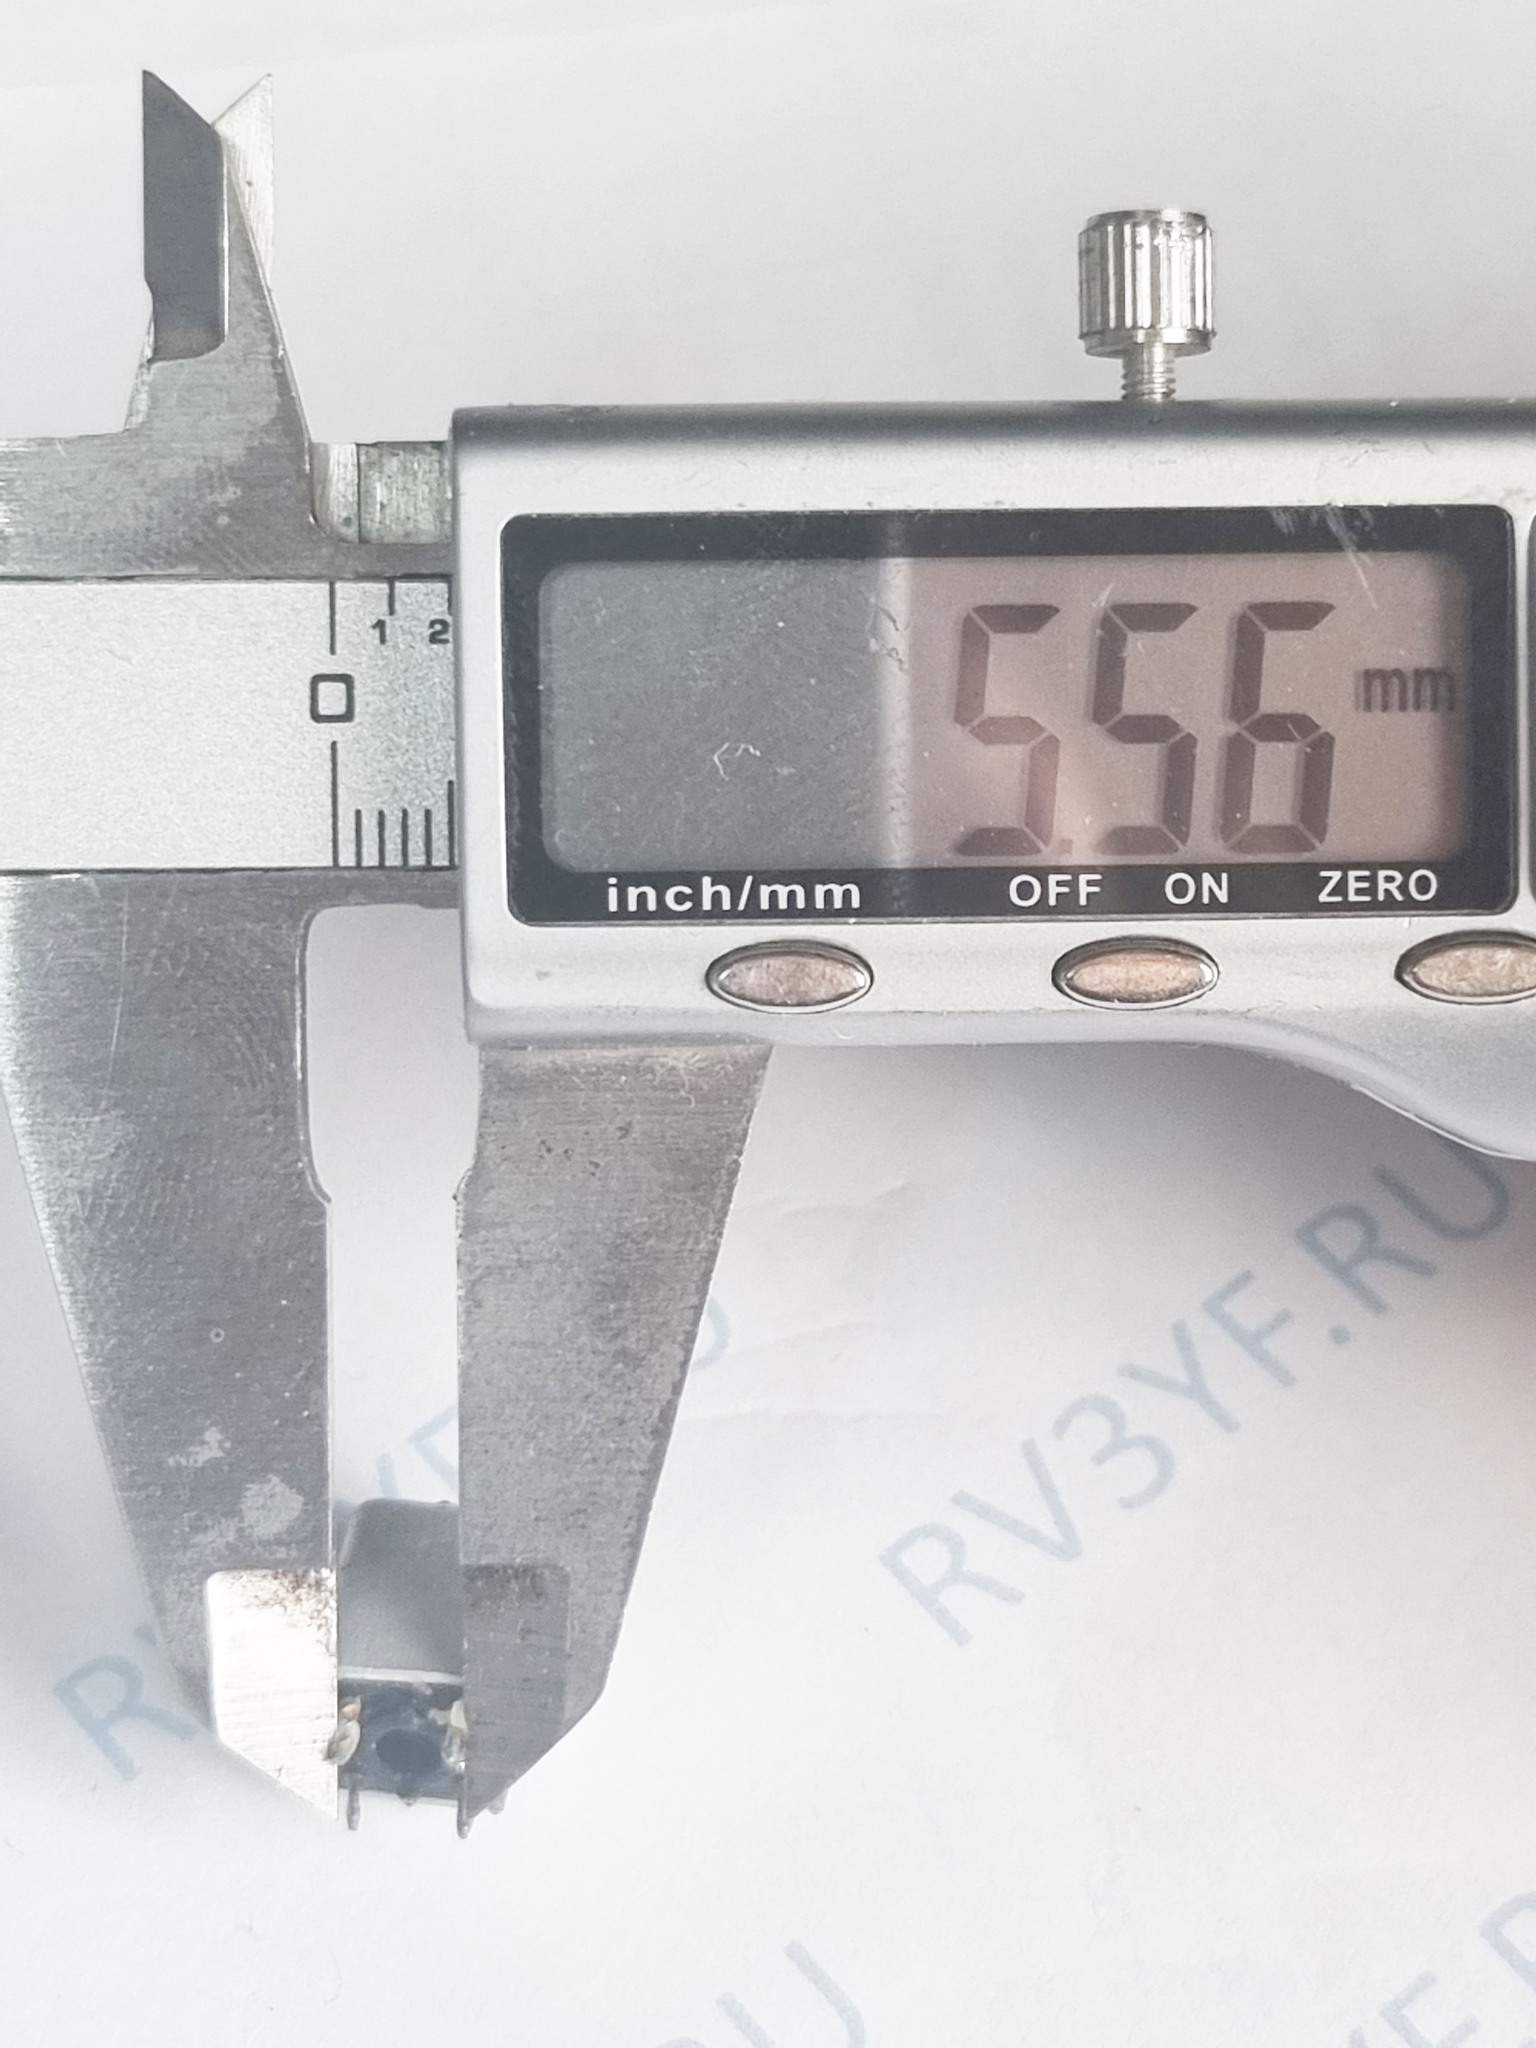 1 2
0
5.56 mm
inch/mm OFF ON ZERO
RV3YF.RU